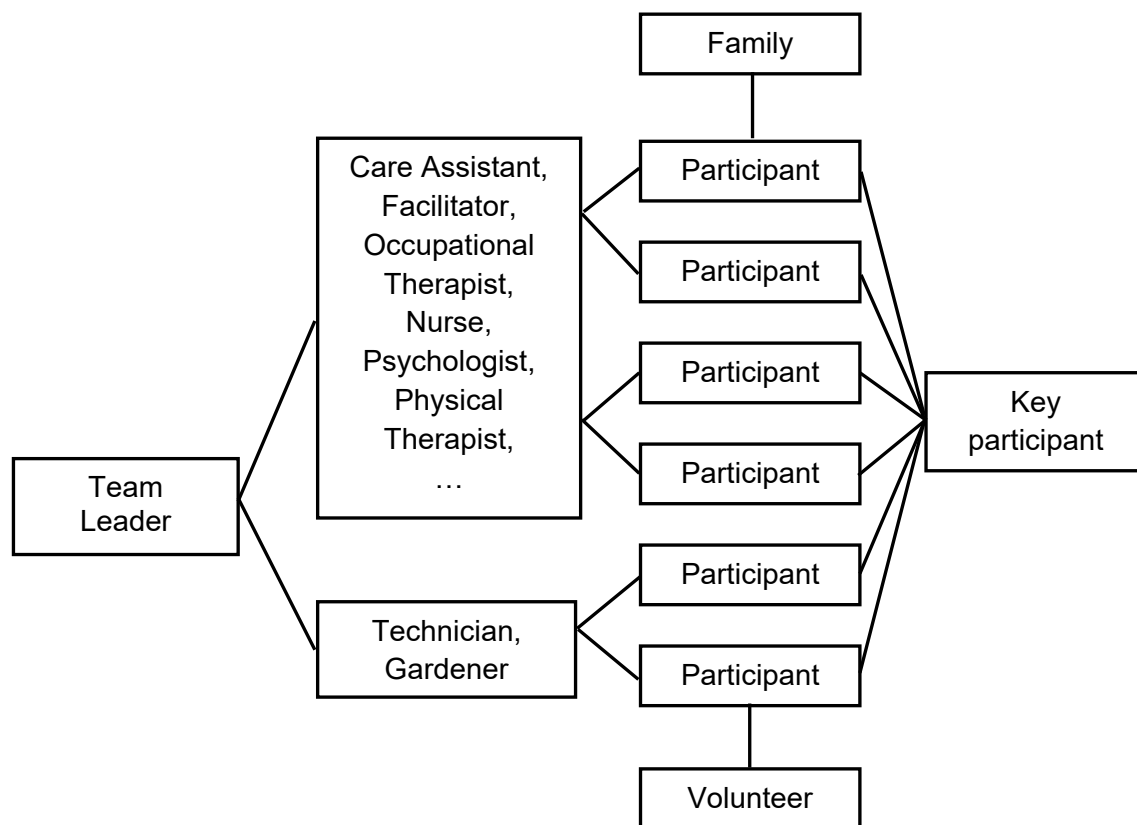 Family
Care Assistant,
Facilitator,
Occupational
Therapist,
Nurse,
Psychologist,
Physical
Therapist,
…
Participant
Participant
Participant
Participant
Key
participant
Team
Leader
Technician,
Gardener
Participant
Participant
Volunteer